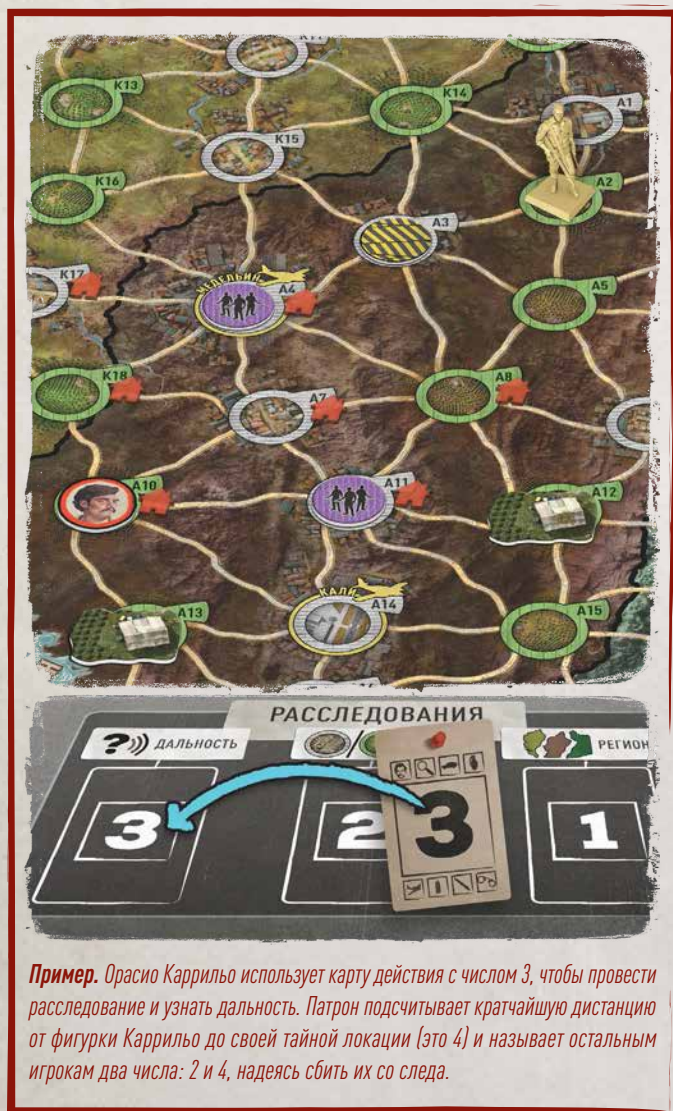 K13
K14
A1
K15
K16
A2
A3
K17
МЕДЕЛЬИН
A4
A5
K18
A7
A8
A10
A11
A12
КАЛИ
A13
A14
A15
РАССЛЕДОВАНИЯ
?))) ДАЛЬНОСТЬ
/
РЕГИОН
3
2
3
1
Пример. Орасио Каррильо использует карту действия с числом 3, чтобы провести
расследование и узнать дальность. Патрон подсчитывает кратчайшую дистанцию
от фигурки Каррильо до своей тайной локации (это 4) и называет остальным
игрокам два числа: 2 и 4, надеясь сбить их со следа.